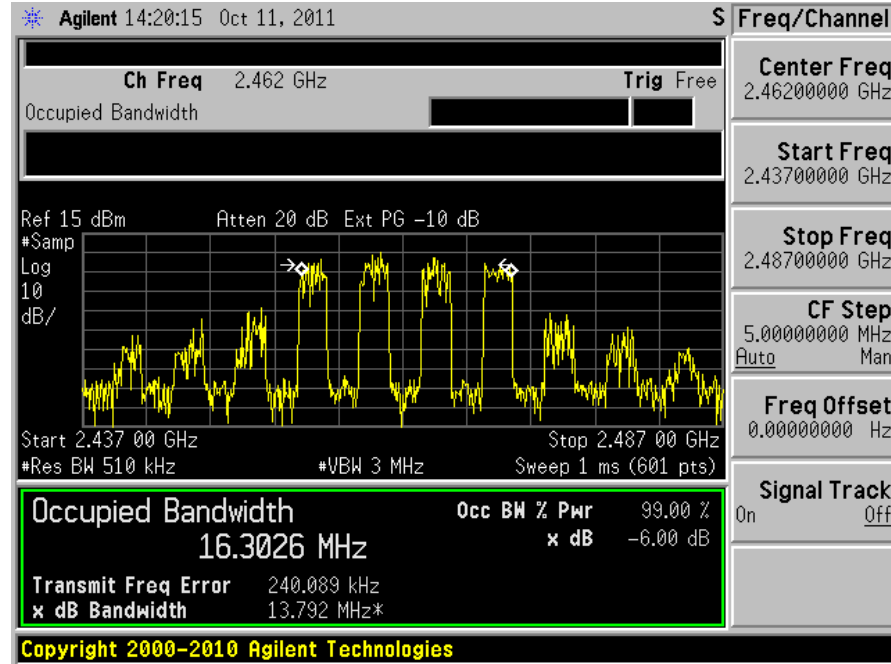 Agilent 14:20:15 Oct 11, 2011 S
Freq/Channel
Ch Freq 2.462 GHz Trig Free
Occupied Bandwidth
Center Freq
2.46200000 GHz
Start Freq
2.43700000 GHz
Stop Freq
2.48700000 GHz
CF Step
5.00000000 MHz
Auto Man
Freq Offset
0.00000000 Hz
Signal Track
On Off
Ref 15 dBm Atten 20 dB Ext PG -10 dB
#Samp
Log
10
dB/
Start 2.437 00 GHz Stop 2.487 00 GHz
#Res BW 510 kHz #VBW 3 MHz Sweep 1 ms (601 pts)
Occupied Bandwidth Occ BW % Pwr 99.00 %
16.3026 MHz x dB -6.00 dB
Transmit Freq Error 240.089 kHz
x dB Bandwidth 13.792 MHz*
Copyright 2000-2010 Agilent Technologies